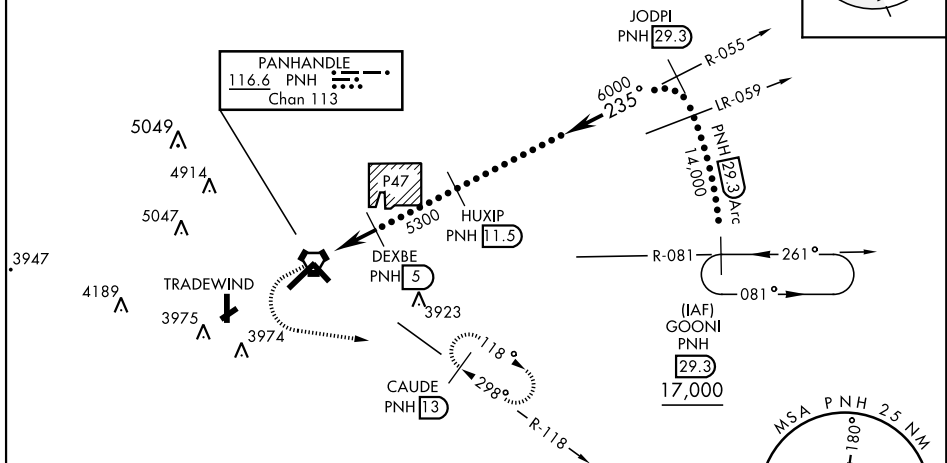 JODPI
PNH 29.3
R-055
LR-059
6000
235°
PNH 29.3 Arc
14,000
PANHANDLE
116.6 PNH
Chan 113
5049
4914
5047
3947
4189
TRADEWIND
3975
3974
P47
5300
HUXIP
PNH 11.5
DEXBE
PNH 5
3923
R-081
261°
081°
(IAF)
GOONI
PNH
29.3
17,000
118°
298°
CAUDE
PNH 13
R-118
MSA PNH 25 NM
180°